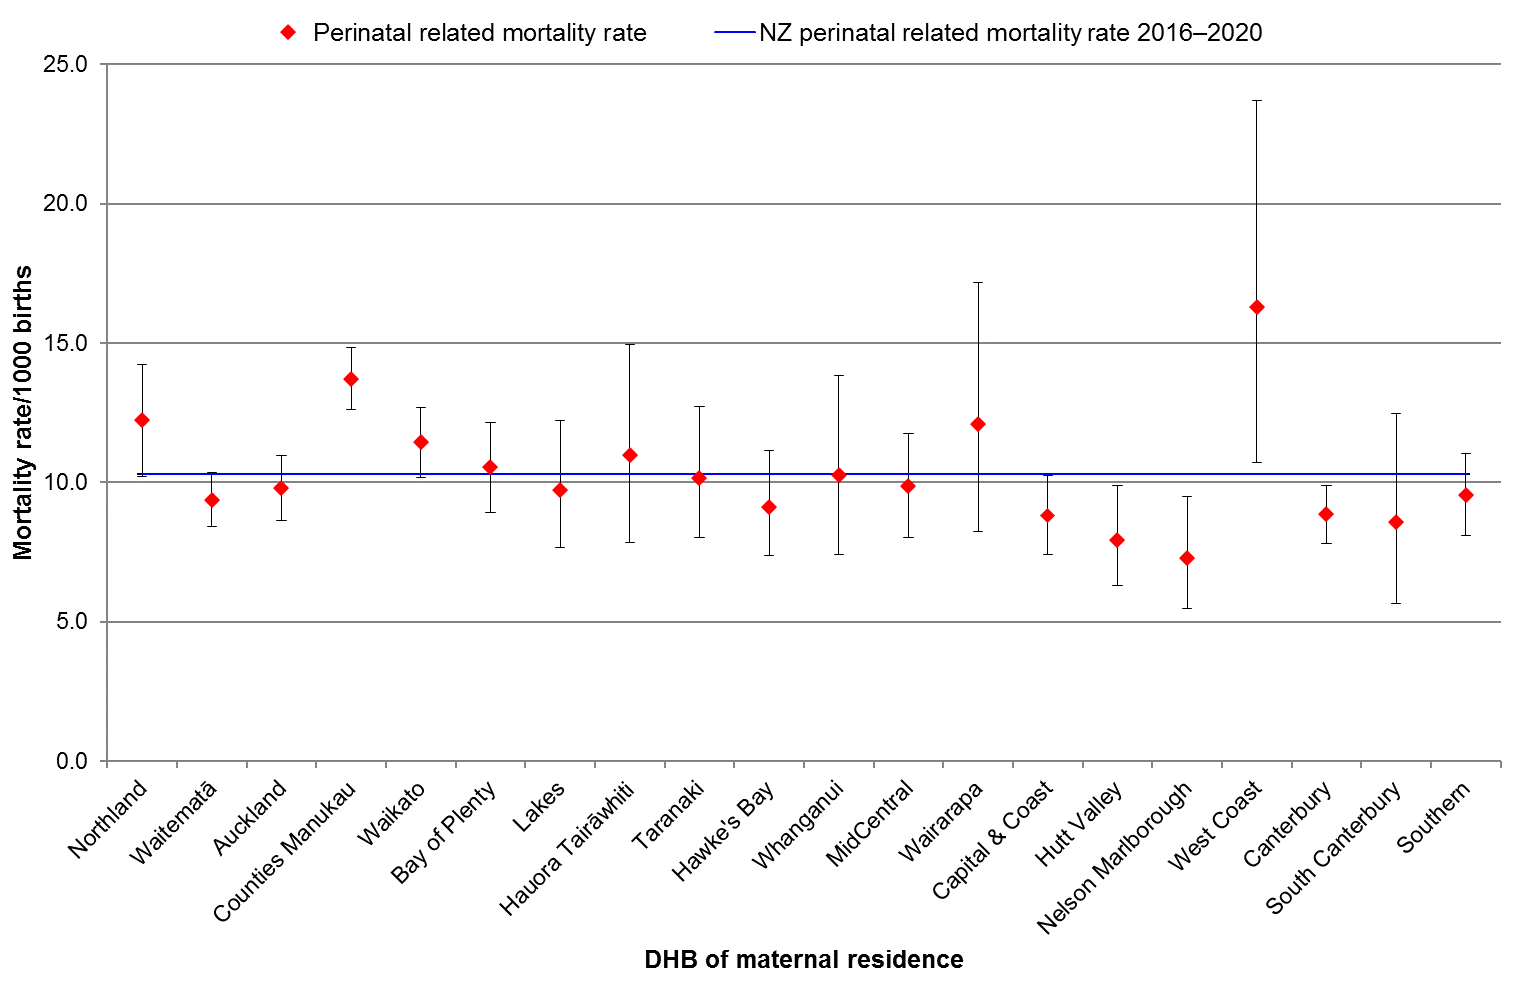 Perinatal related mortality rate
NZ perinatal related mortality rate 2016–2020
25.0
20.0
15.0
10.0
5.0
0.0
Mortality rate/1000 births
Northland
Waitematā
Auckland
Counties Manukau
Waikato
Bay of Plenty
Lakes
Hauora Tairāwhiti
Taranaki
Hawke's Bay
Whanganui
MidCentral
Wairarapa
Capital & Coast
Hutt Valley
Nelson Marlborough
West Coast
Canterbury
South Canterbury
Southern
DHB of maternal residence